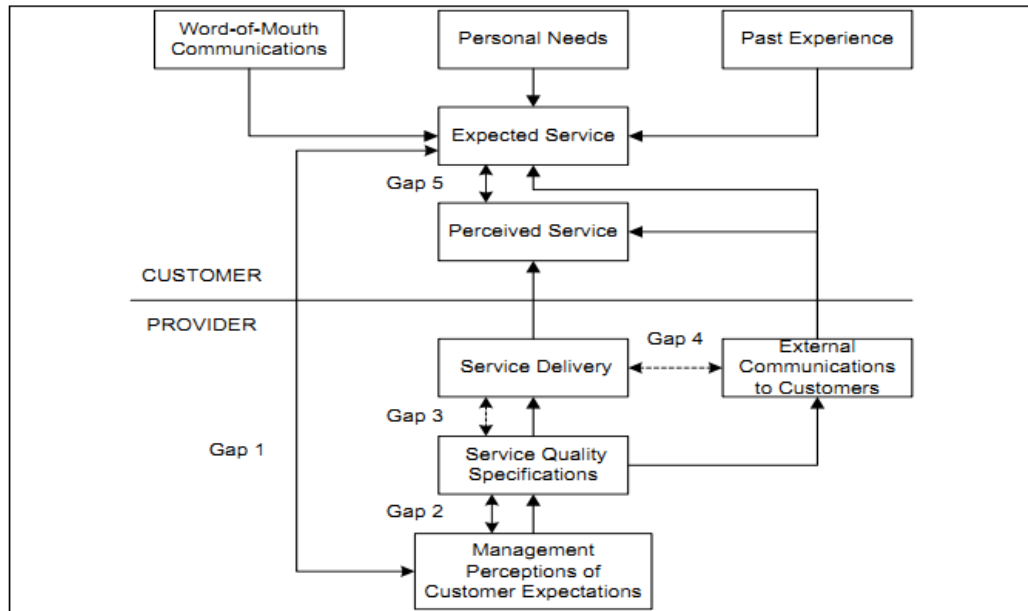 Word-of-Mouth
Communications
Personal Needs
Past Experience
Expected Service
Gap 5
Perceived Service
CUSTOMER
PROVIDER
Gap 4
Service Delivery
External
Communications
to Customers
Gap 3
Gap 1
Service Quality
Specifications
Gap 2
Management
Perceptions of
Customer Expectations